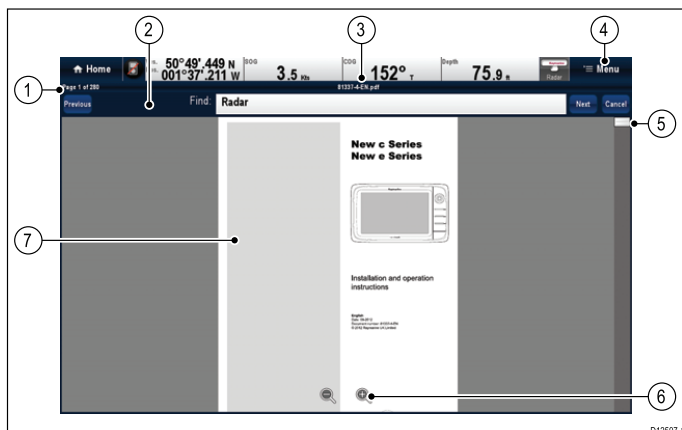 2
3
4
Home
50°49'.449 N
001°37'.211 W
SOG
3.5 Kts
COG
152° T
Depth
75.9 ft
Radar
Menu
1
Page 1 of 280
81337-4-EN.pdf
Previous
Find:
Radar
Next
Cancel
5
New c Series
New e Series
7
Installation and operation
instructions
English
6